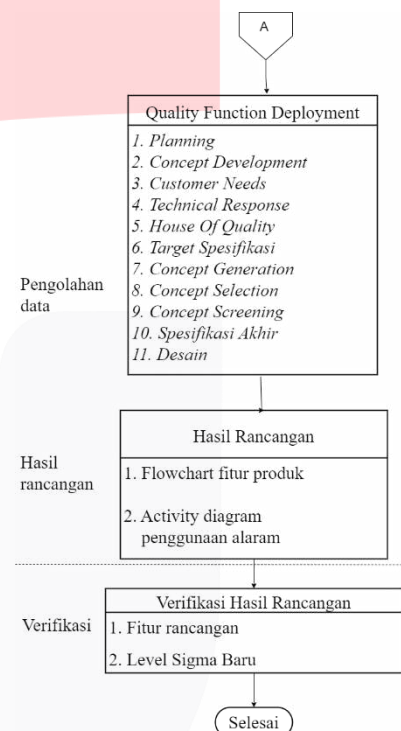 A
Quality Function Deployment
1. Planning
2. Concept Development
3. Customer Needs
4. Technical Response
5. House Of Quality
6. Target Spesifikasi
7. Concept Generation
8. Concept Selection
9. Concept Screening
10. Spesifikasi Akhir
11. Desain
Pengolahan
data
Hasil Rancangan
1. Flowchart fitur produk
2. Activity diagram
penggunaan alaram
Hasil
rancangan
Verifikasi Hasil Rancangan
1. Fitur rancangan
2. Level Sigma Baru
Verifikasi
Selesai